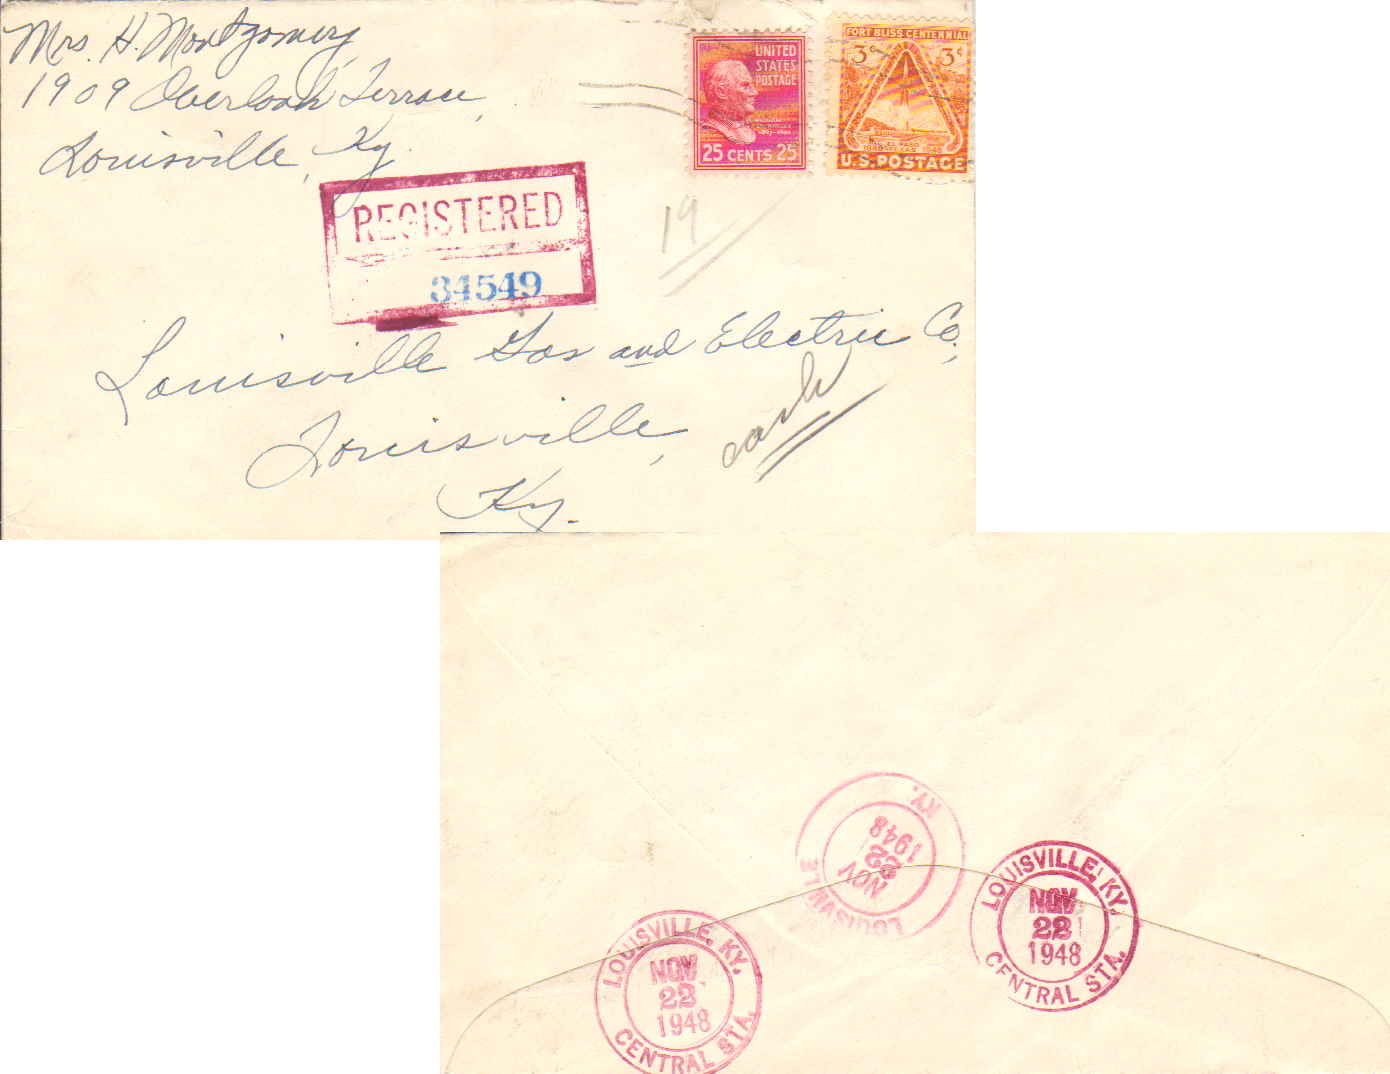 Mrs. H. Montgomery,
1909 Overlook Terrace,
Louisville, Ky.
UNITED
STATES
POSTAGE
25 CENTS 25
FORT BLISS CENTENNIAL
3¢ 3¢
U.S. POSTAGE
REGISTERED
34549
19
Louisville Gas and Electric Co.,
Louisville,
Ky.
LOUISVILLE KY.
NOV
22
1948
LOUISVILLE, KY.
NOV
22
1948
CENTRAL STA.
LOUISVILLE, KY.
NOV
22
1948
CENTRAL STA.